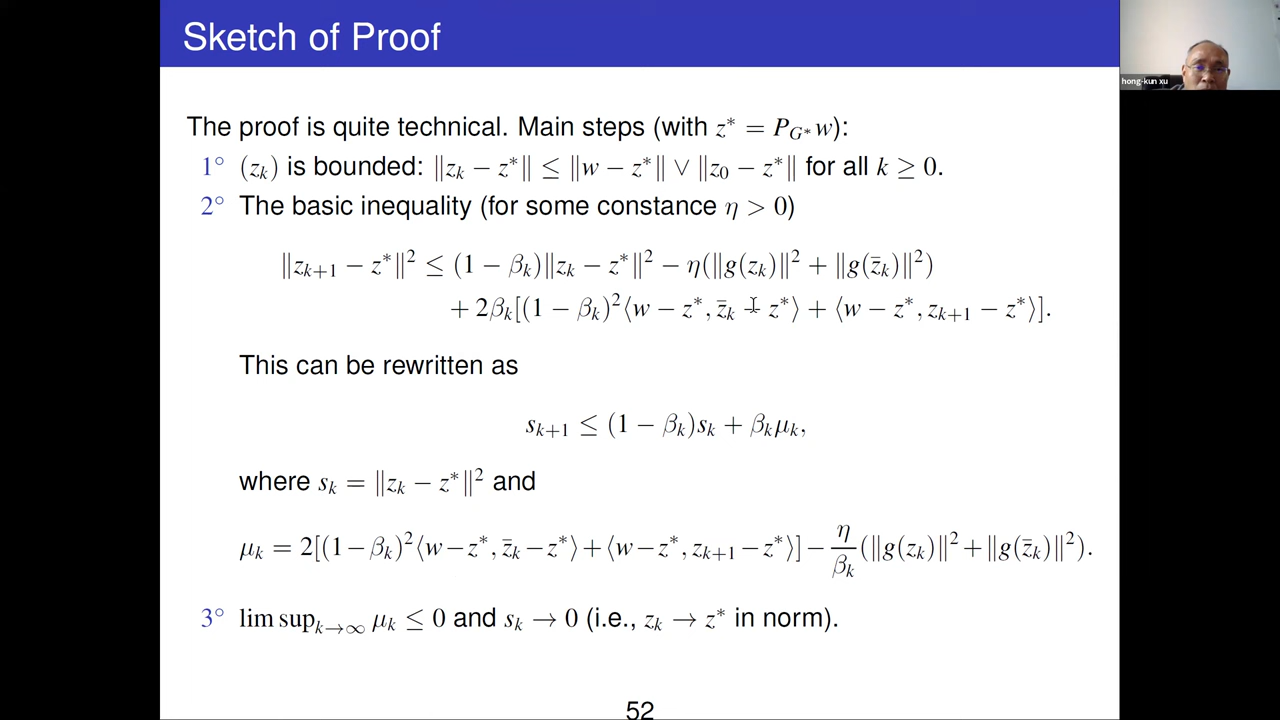 Sketch of Proof
hong-kun xu
The proof is quite technical. Main steps (with z* = P_{G*} w):
1° (z_k) is bounded: ‖z_k − z*‖ ≤ ‖w − z*‖ ∨ ‖z_0 − z*‖ for all k ≥ 0.
2° The basic inequality (for some constance η > 0)
‖z_{k+1} − z*‖² ≤ (1 − β_k)‖z_k − z*‖² − η(‖g(z_k)‖² + ‖g(z̄_k)‖²)
+ 2β_k[(1 − β_k)²⟨w − z*, z̄_k − z*⟩ + ⟨w − z*, z_{k+1} − z*⟩].
This can be rewritten as
s_{k+1} ≤ (1 − β_k)s_k + β_kμ_k,
where s_k = ‖z_k − z*‖² and
μ_k = 2[(1−β_k)²⟨w−z*, z̄_k−z*⟩+⟨w−z*, z_{k+1}−z*⟩]− η/β_k (‖g(z_k)‖²+‖g(z̄_k)‖²).
3° lim sup_{k→∞} μ_k ≤ 0 and s_k → 0 (i.e., z_k → z* in norm).
52